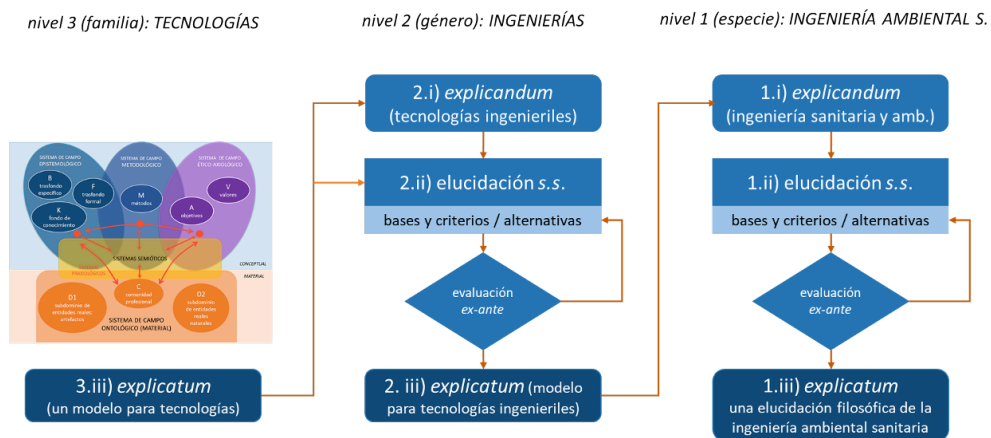 nivel 3 (familia): TECNOLOGÍAS
nivel 2 (género): INGENIERÍAS
nivel 1 (especie): INGENIERÍA AMBIENTAL S.
SISTEMA DE CAMPO
EPISTEMOLÓGICO
SISTEMA DE CAMPO
METODOLÓGICO
SISTEMA DE CAMPO
ÉTICO-AXIOLÓGICO
B
trasfondo
específico
F
trasfondo
formal
K
fondo de
conocimiento
M
métodos
V
valores
A
objetivos
SISTEMAS SEMIÓTICOS
CONCEPTUAL
MATERIAL
C
comunidad
profesional
D1
subdominio de
entidades reales:
artefactos
D2
subdominio de
entidades
reales
naturales
SISTEMA DE CAMPO
ONTOLÓGICO (MATERIAL)
3.iii) explicatum
(un modelo para tecnologías)
2.i) explicandum
(tecnologías ingenieriles)
2.ii) elucidación s.s.
bases y criterios / alternativas
evaluación
ex-ante
2. iii) explicatum (modelo
para tecnologías ingenieriles)
1.i) explicandum
(ingeniería sanitaria y amb.)
1.ii) elucidación s.s.
bases y criterios / alternativas
evaluación
ex-ante
1.iii) explicatum
una elucidación filosófica de la
ingeniería ambiental sanitaria